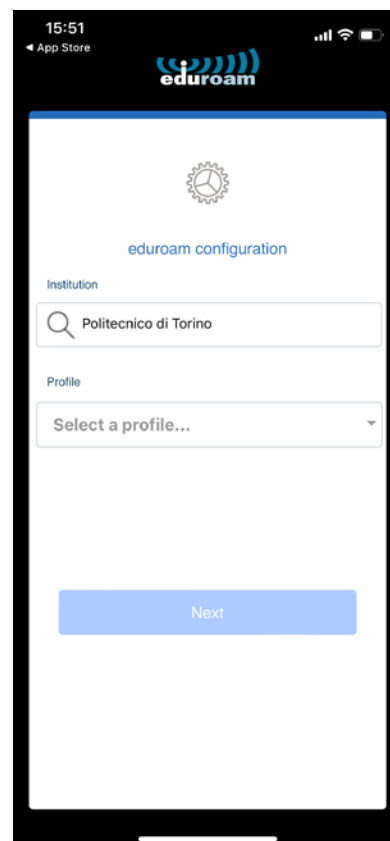 15:51
◀ App Store
eduroam
eduroam configuration
Institution
Politecnico di Torino
Profile
Select a profile...
Next